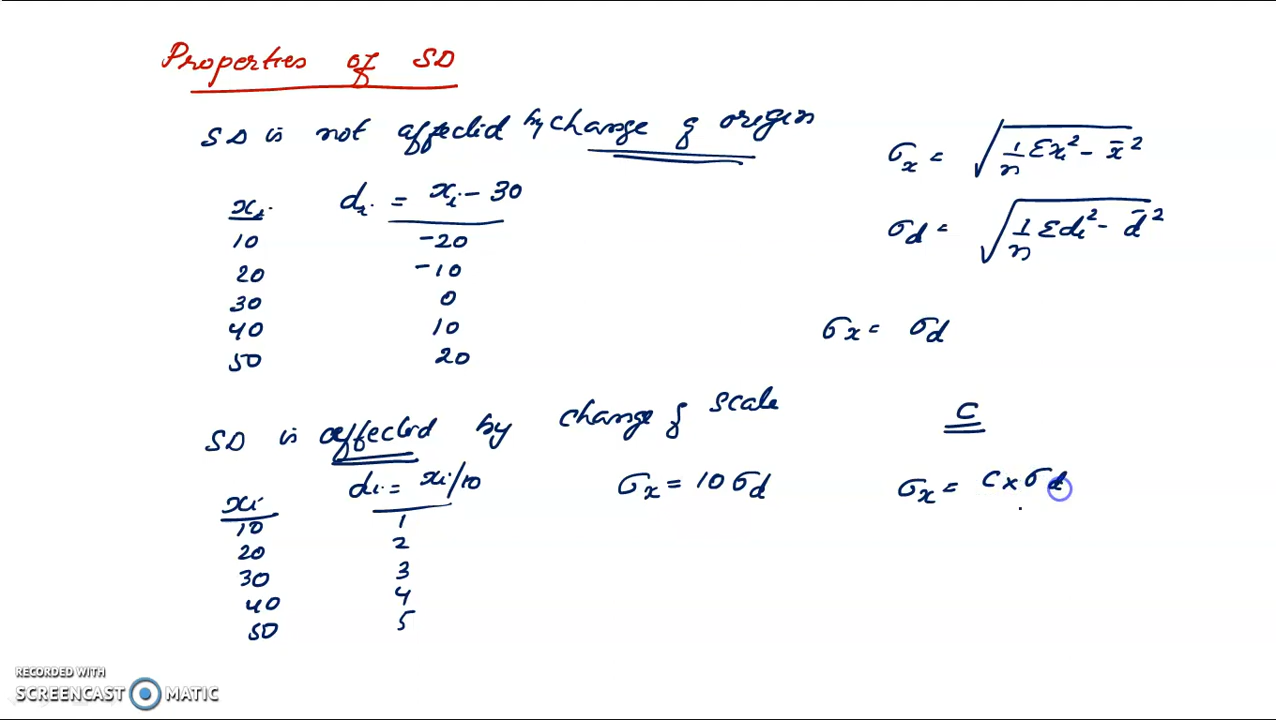 Properties of SD
SD is not affected by change of origin
σx = √(1/n Σxi² - x̄²)
xi. di. = xi - 30
10 -20
σd = √(1/n Σdi² - d̄²)
20 -10
30 0
40 10
σx = σd
50 20
SD is affected by change of scale
C
xi. di. = xi/10
σx = 10 σd
σx = C x σd
10 1
20 2
30 3
40 4
50 5
RECORDED WITH
SCREENCAST MATIC